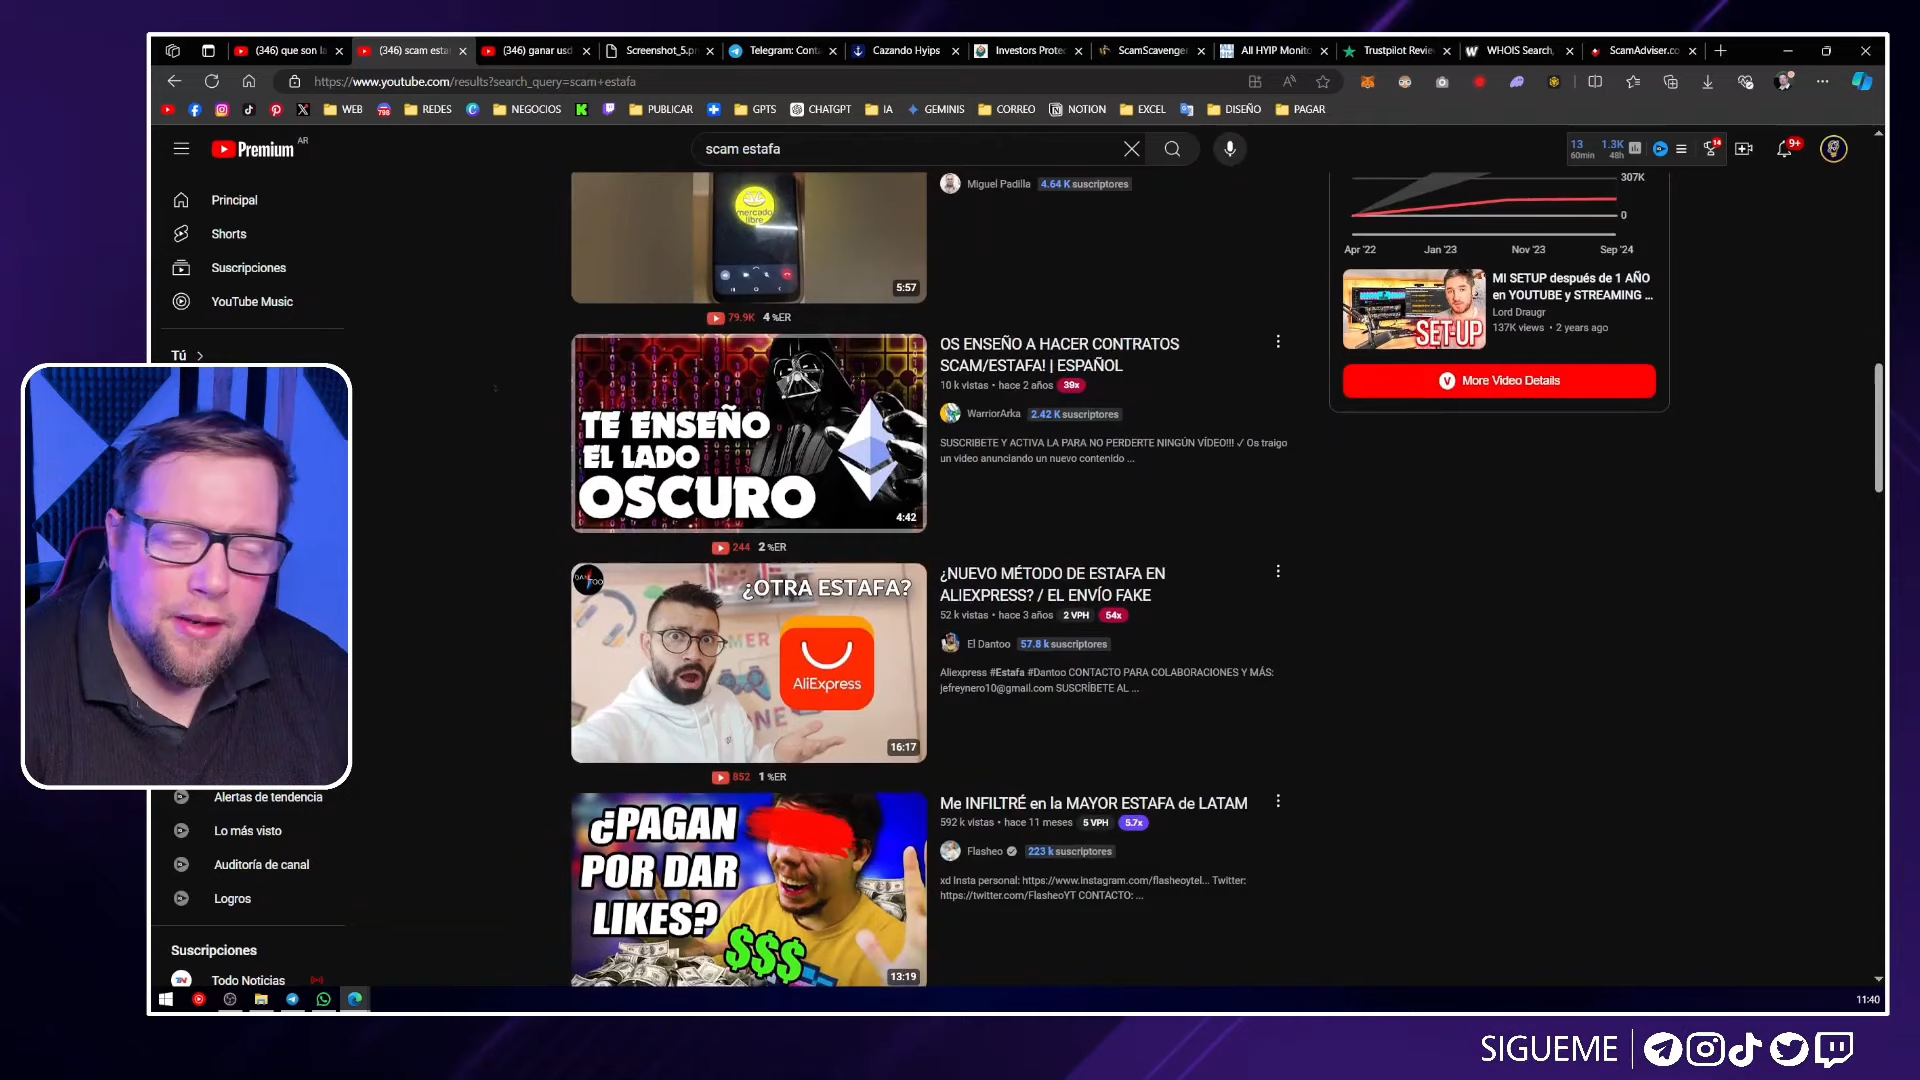 (346) que son la
(346) scam esta
(346) ganar usd
Screenshot_5.p
Telegram: Cont
Cazando Hyips
Investors Prote
ScamScavenger
All HYIP Monito
Trustpilot Revie
WHOIS Search,
ScamAdviser.co
https://www.youtube.com/results?search_query=scam+estafa
WEB
798
REDES
NEGOCIOS
PUBLICAR
GPTS
CHATGPT
IA
GEMINIS
CORREO
NOTION
EXCEL
DISEÑO
PAGAR
Premium
AR
scam estafa
13
60min
1.3K
48h
14
9+
Principal
Shorts
Suscripciones
YouTube Music
Tú
Alertas de tendencia
Lo más visto
Auditoría de canal
Logros
Suscripciones
Todo Noticias
mercado
libre
5:57
Miguel Padilla 4.64 K suscriptores
79.9K 4 %ER
TE ENSEÑO
EL LADO
OSCURO
4:42
OS ENSEÑO A HACER CONTRATOS
SCAM/ESTAFA! | ESPAÑOL
10 k vistas • hace 2 años 39x
WarriorArka 2.42 K suscriptores
SUSCRIBETE Y ACTIVA LA PARA NO PERDERTE NINGÚN VÍDEO!!! ✓ Os traigo
un video anunciando un nuevo contenido ...
244 2 %ER
¿OTRA ESTAFA?
AliExpress
16:17
¿NUEVO MÉTODO DE ESTAFA EN
ALIEXPRESS? / EL ENVÍO FAKE
52 k vistas • hace 3 años 2 VPH 54x
El Dantoo 57.8 k suscriptores
Aliexpress #Estafa #Dantoo CONTACTO PARA COLABORACIONES Y MÁS:
jefreynero10@gmail.com SUSCRÍBETE AL ...
852 1 %ER
¿PAGAN
POR DAR
LIKES?
$$$
13:19
Me INFILTRÉ en la MAYOR ESTAFA de LATAM
592 k vistas • hace 11 meses 5 VPH 5.7x
Flasheo 223 k suscriptores
xd Insta personal: https://www.instagram.com/flasheoytel... Twitter:
https://twitter.com/FlasheoYT CONTACTO: ...
307K
0
Apr '22
Jan '23
Nov '23
Sep '24
SET-UP
MI SETUP después de 1 AÑO
en YOUTUBE y STREAMING ...
Lord Draugr
137K views • 2 years ago
More Video Details
11:40
SIGUEME